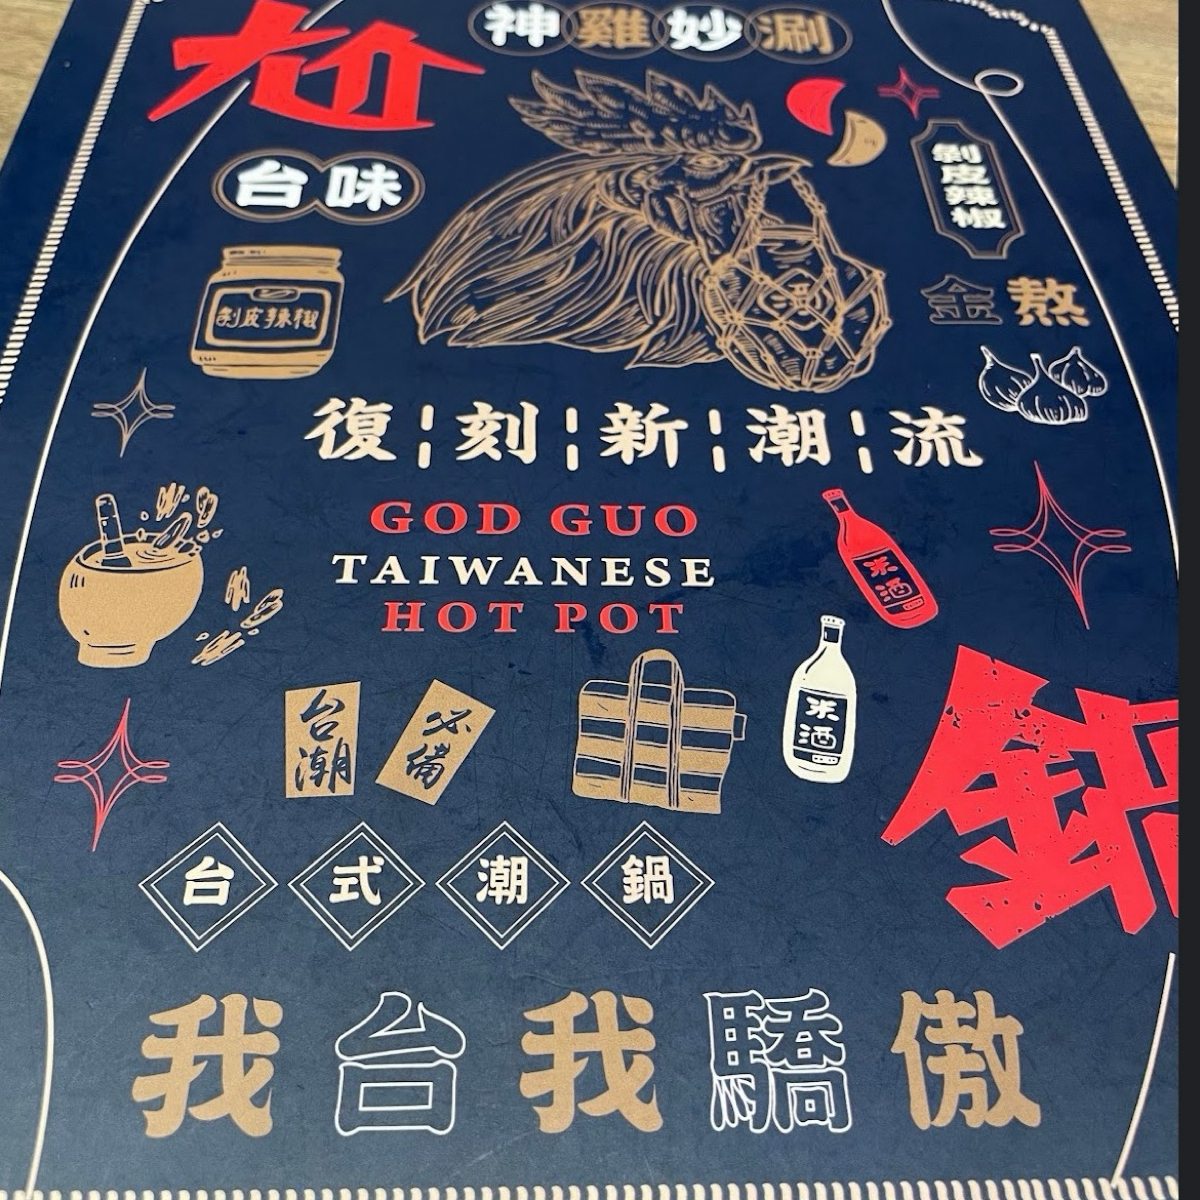 神雞妙涮
尬
台味
剝皮辣椒
剝皮辣椒
酒
金熬
復刻新潮流
GOD GUO
TAIWANESE
HOT POT
米酒
米酒
台潮
必備
鍋
台式潮鍋
我台我驕傲